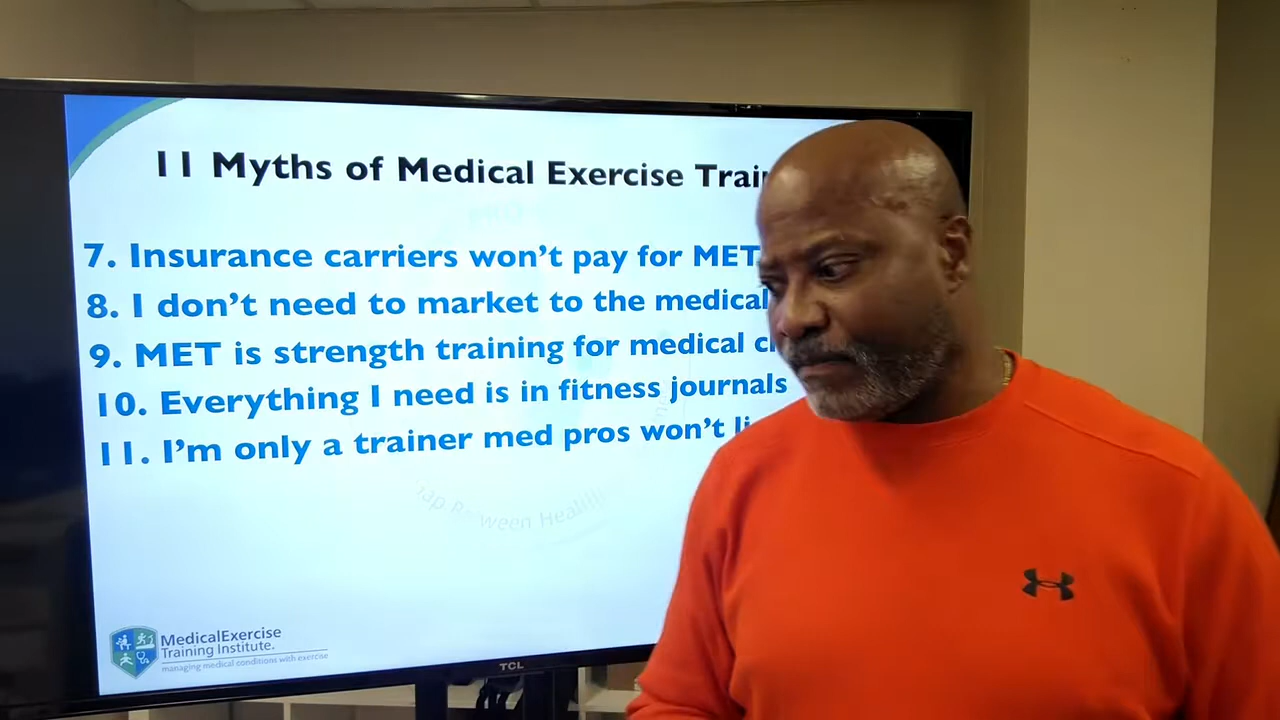 11 Myths of Medical Exercise
7. Insurance carriers won't pay for MET
8. I don't need to market to the medical
9. MET is strength training for medical
10. Everything I need is in fitness journals
11. I'm only a trainer med pros won't
Between
MedicalExercise
Training Institute.
managing medical conditions with exercise
TCL